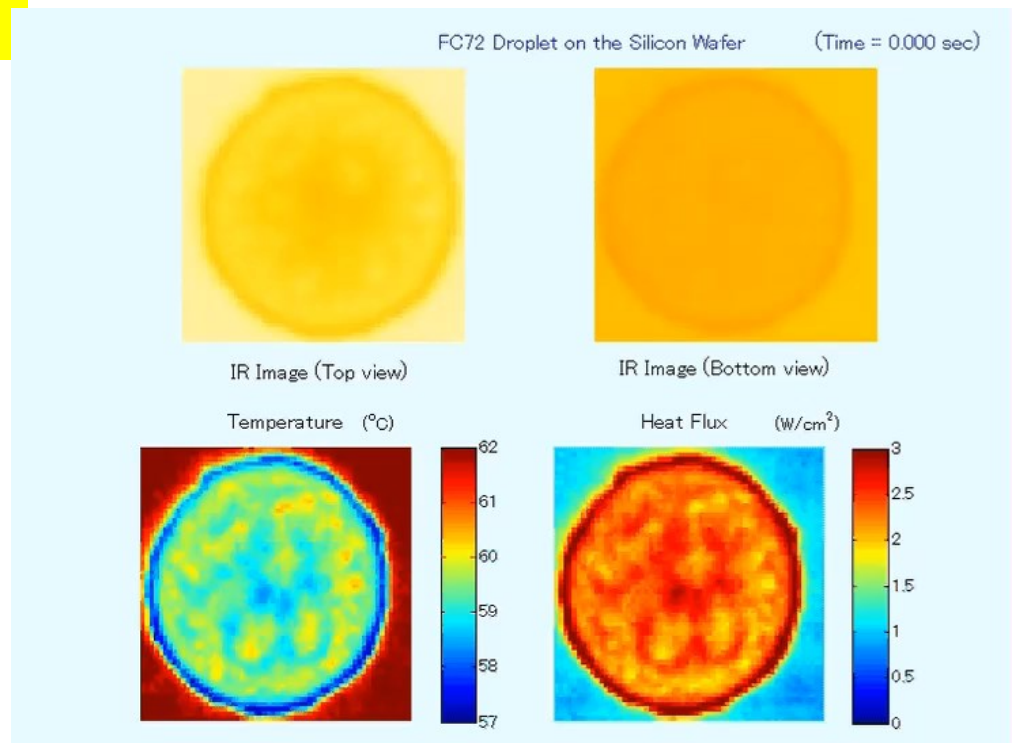 FC72 Droplet on the Silicon Wafer (Time = 0.000 sec)
IR Image (Top view)
IR Image (Bottom view)
Temperature (°C)
Heat Flux (W/cm²)
62
61
60
59
58
57
3
2.5
2
1.5
1
0.5
0